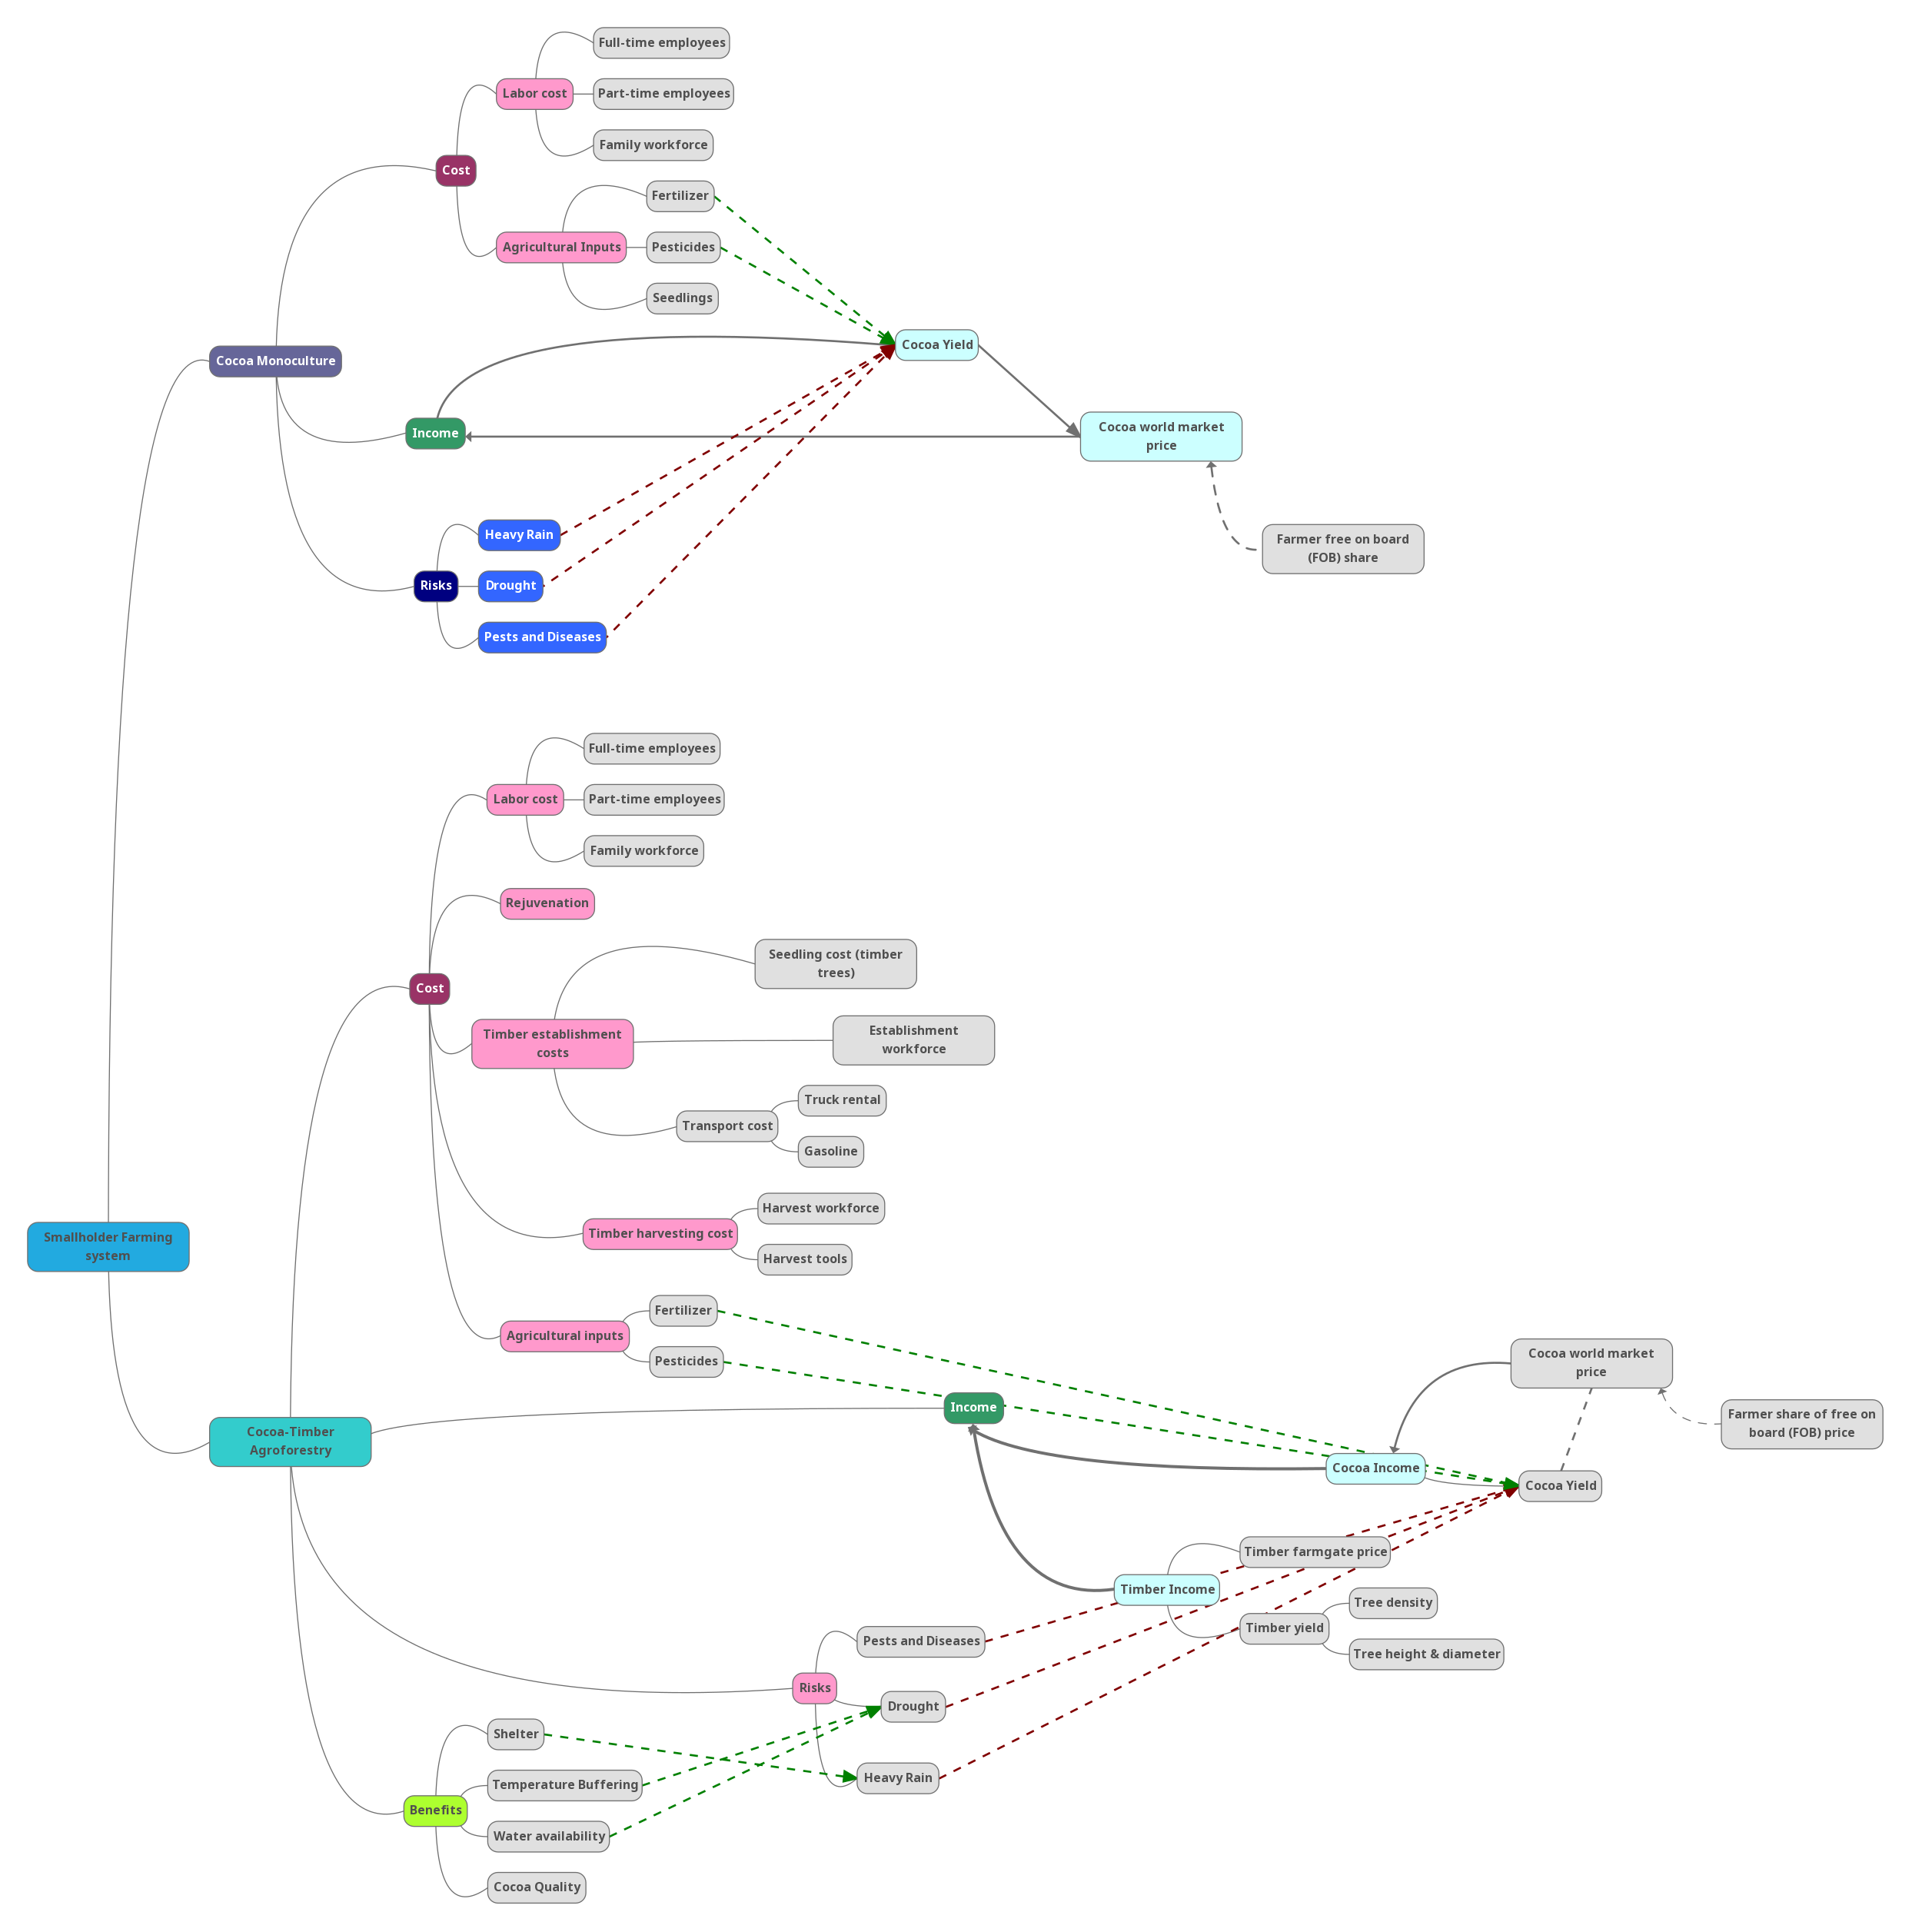 Full-time employees
Labor cost
Part-time employees
Family workforce
Cost
Fertilizer
Agricultural Inputs
Pesticides
Seedlings
Cocoa Monoculture
Cocoa Yield
Income
Cocoa world market
price
Heavy Rain
Farmer free on board
(FOB) share
Risks
Drought
Pests and Diseases
Full-time employees
Labor cost
Part-time employees
Family workforce
Rejuvenation
Cost
Seedling cost (timber
trees)
Timber establishment
costs
Establishment
workforce
Truck rental
Transport cost
Gasoline
Smallholder Farming
system
Harvest workforce
Timber harvesting cost
Harvest tools
Fertilizer
Agricultural inputs
Pesticides
Cocoa world market
price
Income
Farmer share of free on
board (FOB) price
Cocoa-Timber
Agroforestry
Cocoa Income
Cocoa Yield
Timber farmgate price
Timber Income
Tree density
Timber yield
Tree height & diameter
Pests and Diseases
Risks
Drought
Heavy Rain
Shelter
Temperature Buffering
Benefits
Water availability
Cocoa Quality